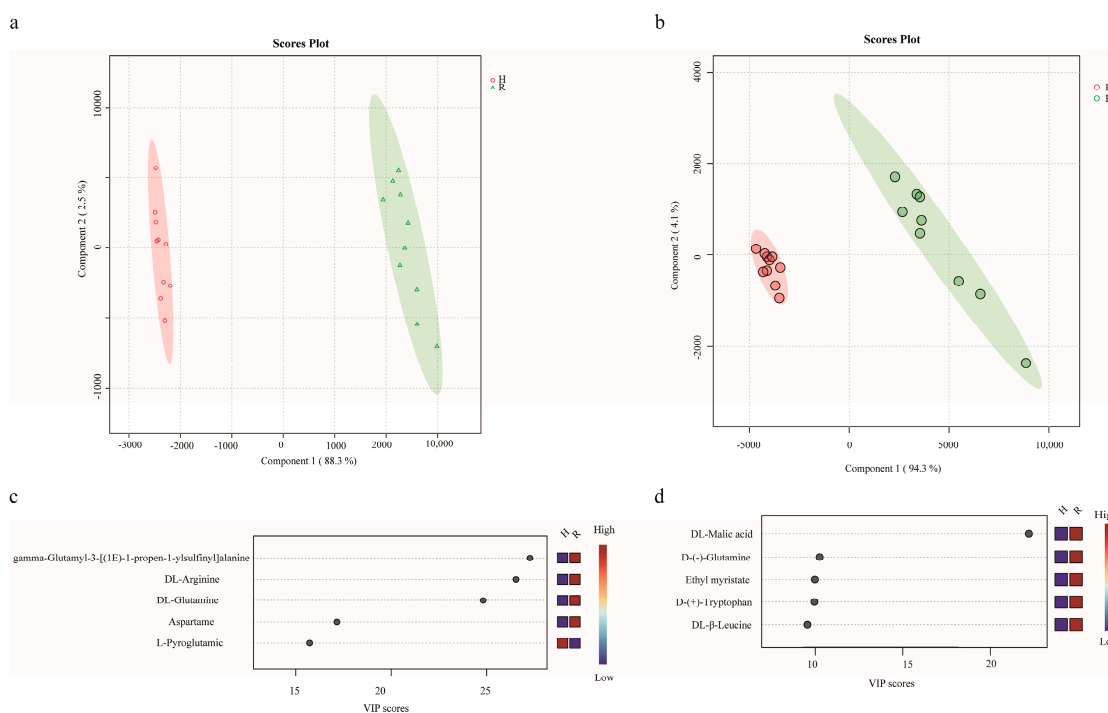 a
Scores Plot
H
R
10000
0
-1000
Component 2 ( 2.5 %)
-3000 -2000 -1000 0 1000 2000 10,000
Component 1 ( 88.3 %)
b
Scores Plot
4000
2000
0
-2000
Component 2 ( 4.1 %)
-5000 0 5000 10,000
Component 1 ( 94.3 %)
c
H R
High
gamma-Glutamyl-3-[(1E)-1-propen-1-ylsulfinyl]alanine
DL-Arginine
DL-Glutamine
Aspartame
L-Pyroglutamic
Low
15 20 25
VIP scores
d
H R
DL-Malic acid
D-(-)-Glutamine
Ethyl myristate
D-(+)-Tryptophan
DL-β-Leucine
10 15 20
VIP scores